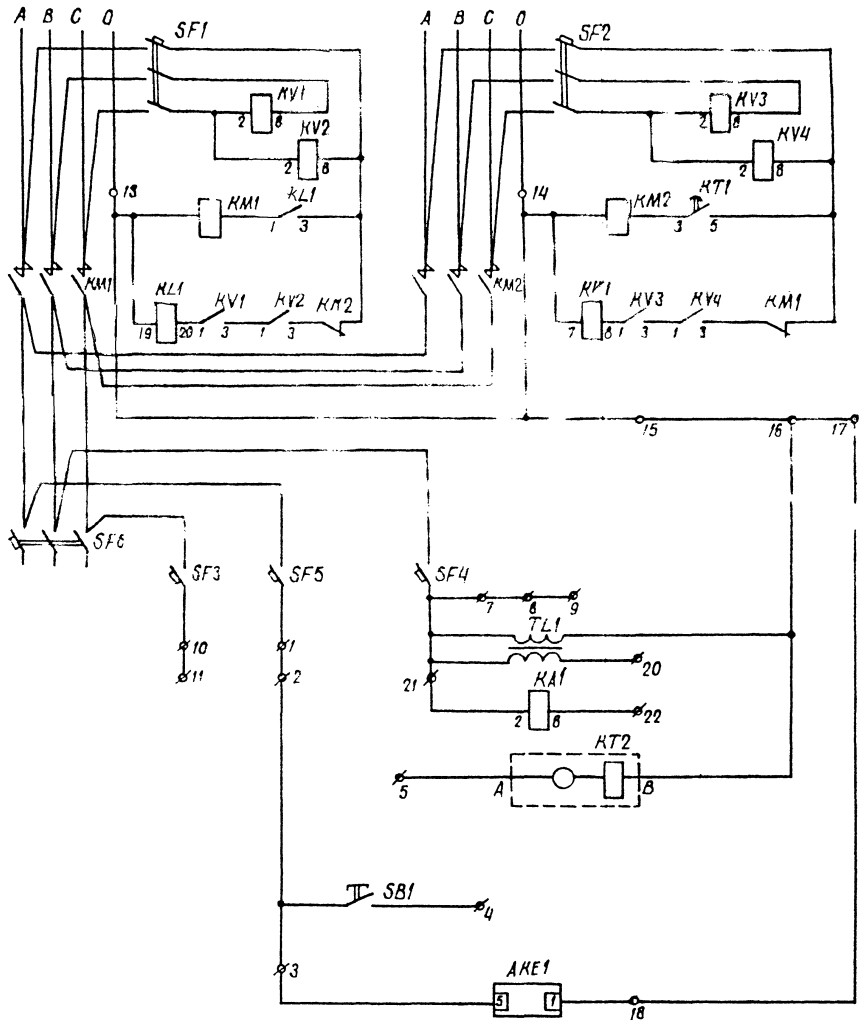 A B C O
A B C O
SF1
SF2
KV1
2 8
KV2
2 8
KV3
2 8
KV4
2 8
13
14
KM1
KL1
1 3
KM2
KT1
3 5
KM1
KM2
KL1
19 20
KV1
1 3
KV2
1 3
KM2
7 8
KV3
1 3
KV4
1 3
KM1
15
16
17
SF6
SF3
SF5
SF4
7
8
9
10
11
1
2
TL1
20
21
KA1
2 8
22
KT2
5
A
B
SB1
4
3
AKE1
5
1
18